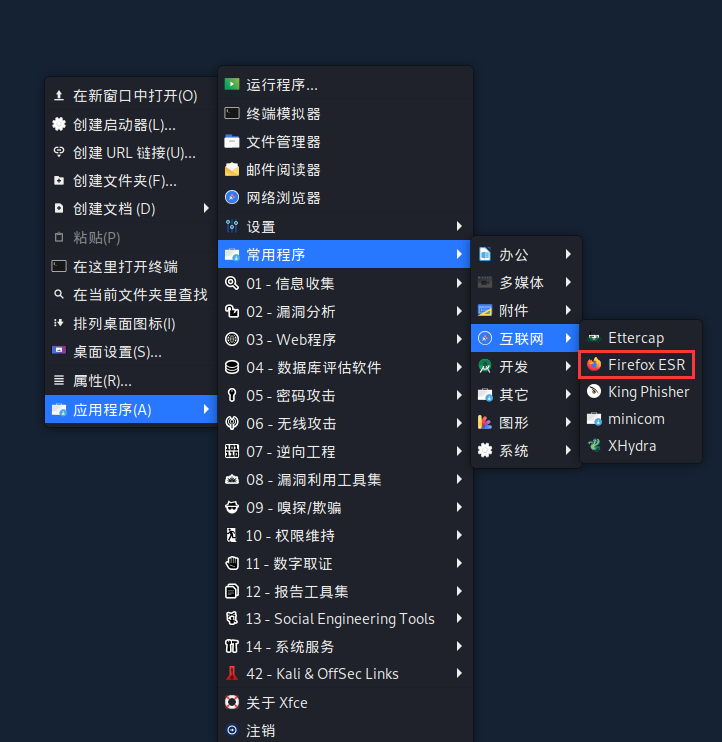 在新窗口中打开(O)
创建启动器(L)...
创建 URL 链接(U)...
创建文件夹(F)...
创建文档 (D)
粘贴(P)
在这里打开终端
在当前文件夹里查找
排列桌面图标(I)
桌面设置(S)...
属性(R)...
应用程序(A)
运行程序...
终端模拟器
文件管理器
邮件阅读器
网络浏览器
设置
常用程序
01 - 信息收集
02 - 漏洞分析
03 - Web程序
04 - 数据库评估软件
05 - 密码攻击
06 - 无线攻击
07 - 逆向工程
08 - 漏洞利用工具集
09 - 嗅探/欺骗
10 - 权限维持
11 - 数字取证
12 - 报告工具集
13 - Social Engineering Tools
14 - 系统服务
42 - Kali & OffSec Links
关于 Xfce
注销
办公
多媒体
附件
互联网
开发
其它
图形
系统
Ettercap
Firefox ESR
King Phisher
minicom
XHydra